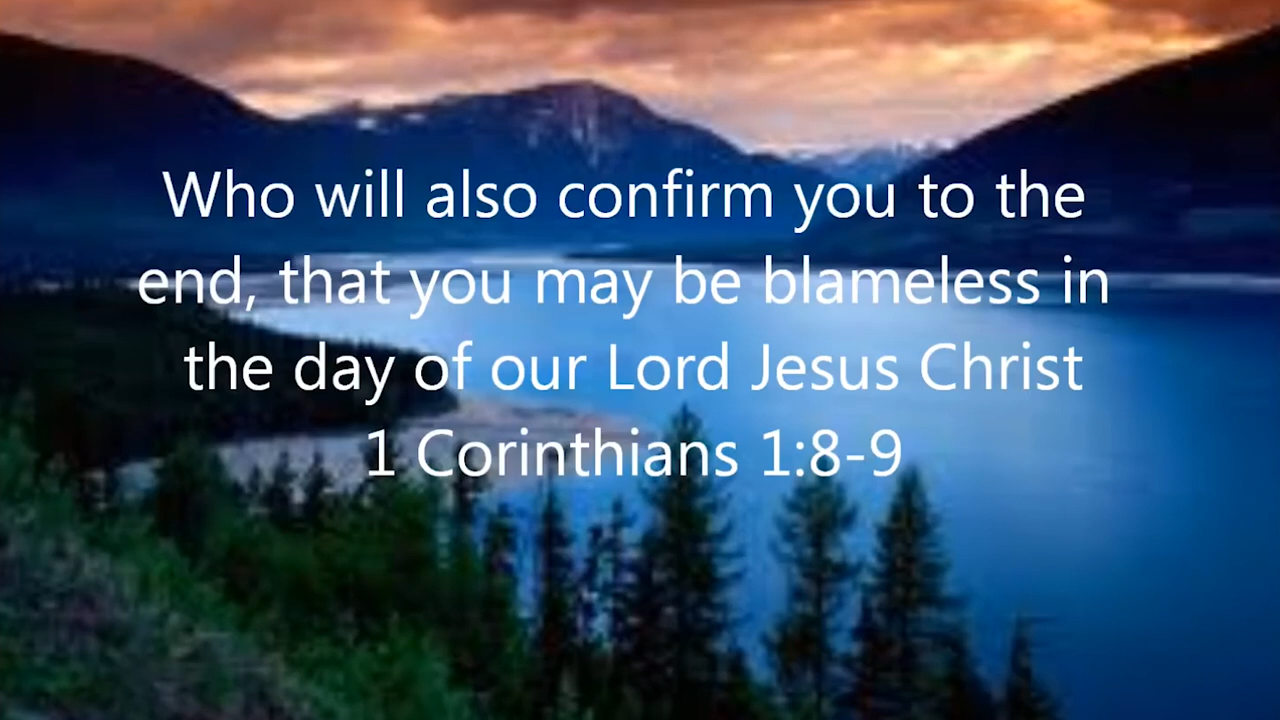 Who will also confirm you to the
end, that you may be blameless in
the day of our Lord Jesus Christ
1 Corinthians 1:8-9